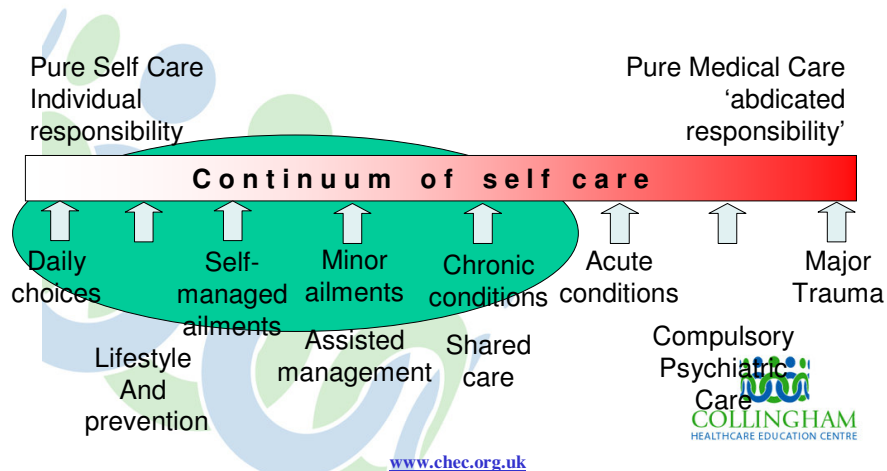 Pure Self Care
Individual
responsibility
Pure Medical Care
‘abdicated
responsibility’
Continuum of self care
Daily
choices
Lifestyle
And
prevention
Self-
managed
ailments
Minor
ailments
Assisted
management
Chronic
conditions
Shared
care
Acute
conditions
Compulsory
Psychiatric
Care
Major
Trauma
COLLINGHAM
HEALTHCARE EDUCATION CENTRE
www.chec.org.uk